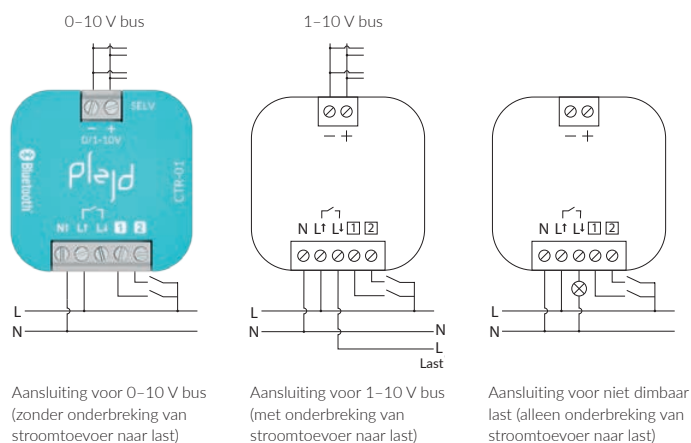 0–10 V bus
SELV
– +
0/1-10V
Bluetooth
plejd
CTR-01
N↑ L↑ L↓ 1 2
L
N
Aansluiting voor 0–10 V bus
(zonder onderbreking van
stroomtoevoer naar last)
1–10 V bus
– +
N L↑ L↓ 1 2
L
N
N
L
Last
Aansluiting voor 1–10 V bus
(met onderbreking van
stroomtoevoer naar last)
– +
N L↑ L↓ 1 2
L
N
Aansluiting voor niet dimbaar
last (alleen onderbreking van
stroomtoevoer naar last)